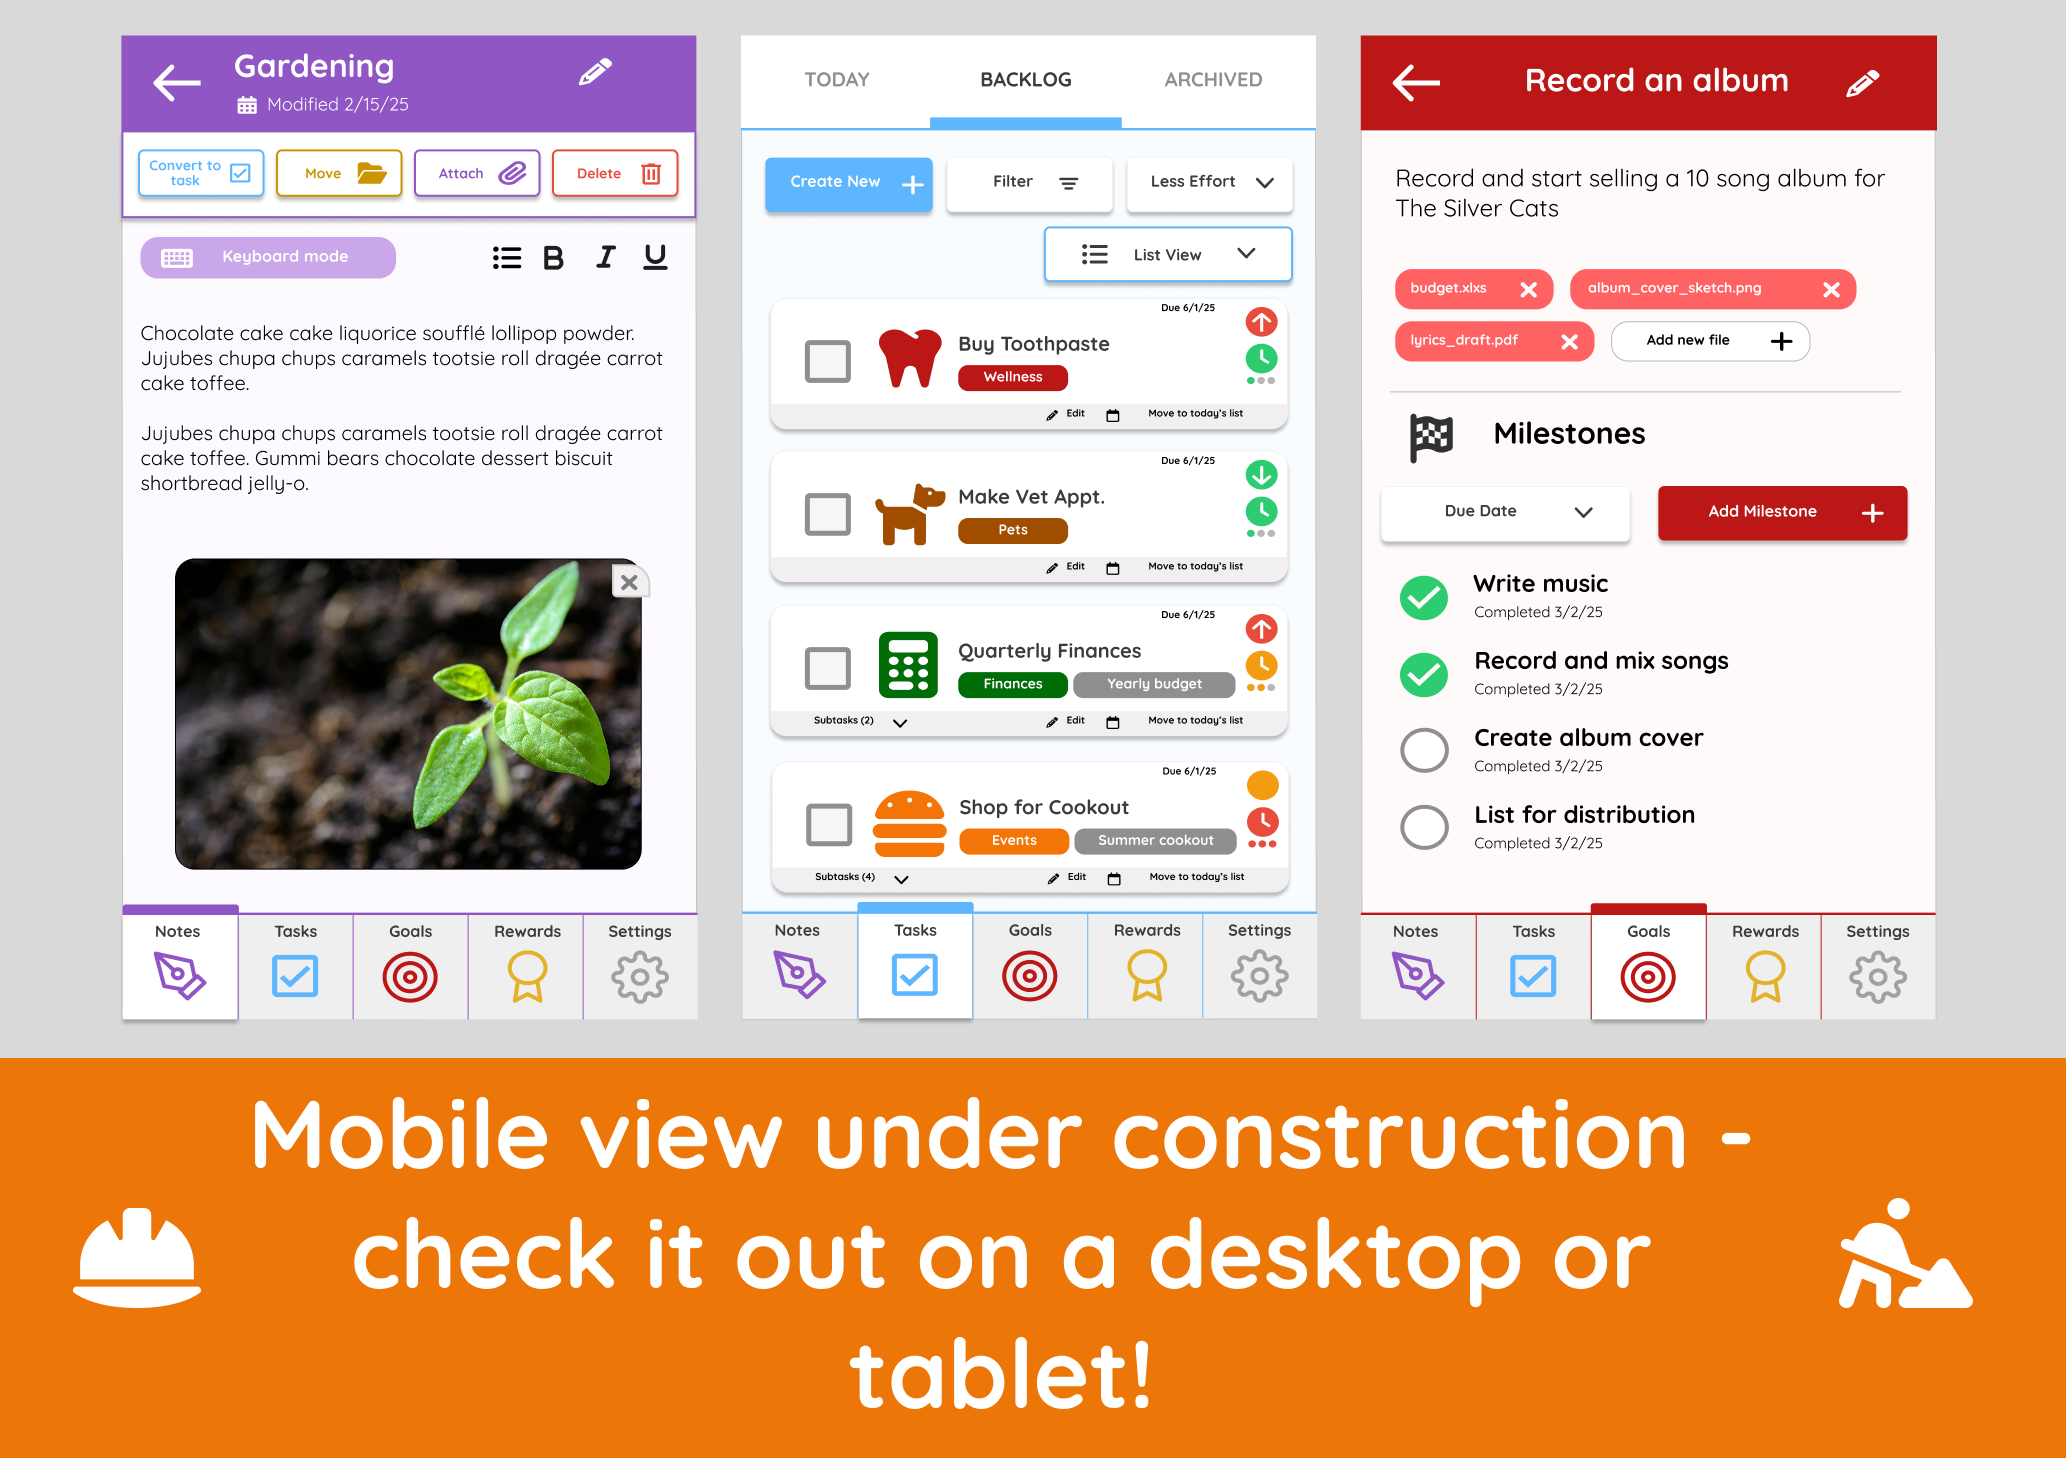 Gardening
Modified 2/15/25
Convert to
task
Move
Attach
Delete
Keyboard mode
B I U
Chocolate cake cake liquorice soufflé lollipop powder.
Jujubes chupa chups caramels tootsie roll dragée carrot
cake toffee.
Jujubes chupa chups caramels tootsie roll dragée carrot
cake toffee. Gummi bears chocolate dessert biscuit
shortbread jelly-o.
Notes
Tasks
Goals
Rewards
Settings
TODAY
BACKLOG
ARCHIVED
Create New
Filter
Less Effort
List View
Due 6/1/25
Buy Toothpaste
Wellness
Edit
Move to today's list
Due 6/1/25
Make Vet Appt.
Pets
Edit
Move to today's list
Due 6/1/25
Quarterly Finances
Finances
Yearly budget
Subtasks (2)
Edit
Move to today's list
Due 6/1/25
Shop for Cookout
Events
Summer cookout
Subtasks (4)
Edit
Move to today's list
Notes
Tasks
Goals
Rewards
Settings
Record an album
Record and start selling a 10 song album for
The Silver Cats
budget.xlxs
album_cover_sketch.png
lyrics_draft.pdf
Add new file
Milestones
Due Date
Add Milestone
Write music
Completed 3/2/25
Record and mix songs
Completed 3/2/25
Create album cover
Completed 3/2/25
List for distribution
Completed 3/2/25
Notes
Tasks
Goals
Rewards
Settings
Mobile view under construction -
check it out on a desktop or
tablet!